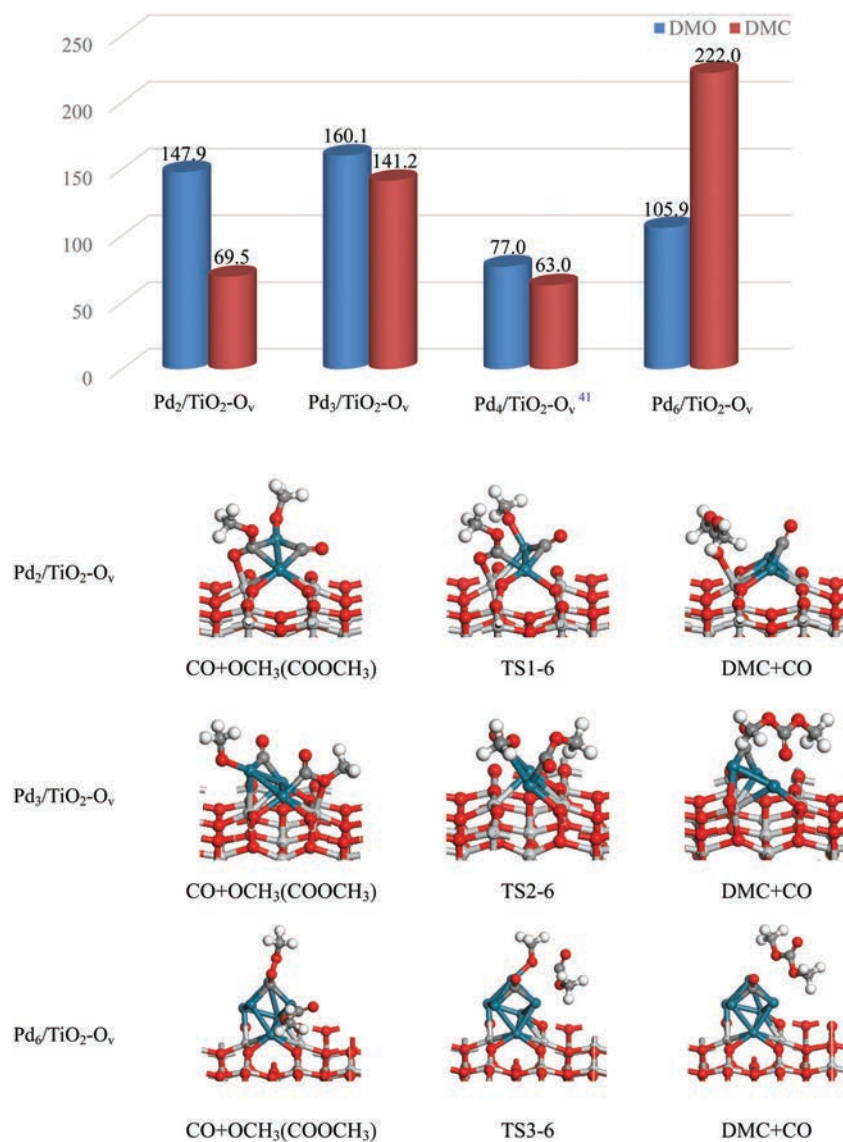 250
DMO DMC
222.0
200
160.1
147.9
141.2
150
105.9
100
77.0
69.5
63.0
50
0
Pd₂/TiO₂-Oᵥ Pd₃/TiO₂-Oᵥ Pd₄/TiO₂-Oᵥ ⁴¹ Pd₆/TiO₂-Oᵥ
Pd₂/TiO₂-Oᵥ
CO+OCH₃(COOCH₃) TS1-6 DMC+CO
Pd₃/TiO₂-Oᵥ
CO+OCH₃(COOCH₃) TS2-6 DMC+CO
Pd₆/TiO₂-Oᵥ
CO+OCH₃(COOCH₃) TS3-6 DMC+CO